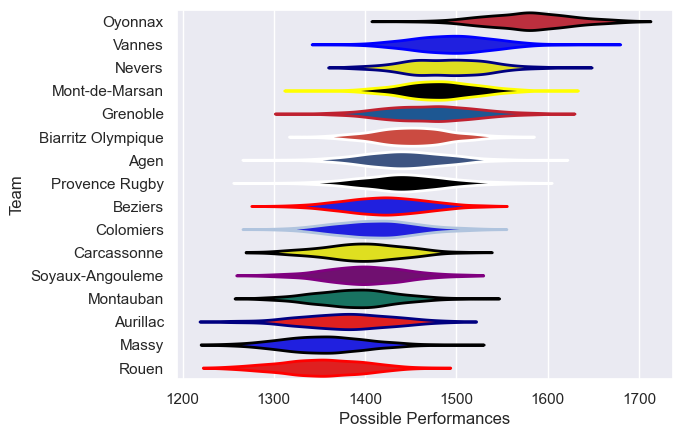 Oyonnax
Vannes
Nevers
Mont-de-Marsan
Grenoble
Biarritz Olympique
Agen
Provence Rugby
Beziers
Colomiers
Carcassonne
Soyaux-Angouleme
Montauban
Aurillac
Massy
Rouen
Team
1200 1300 1400 1500 1600 1700
Possible Performances